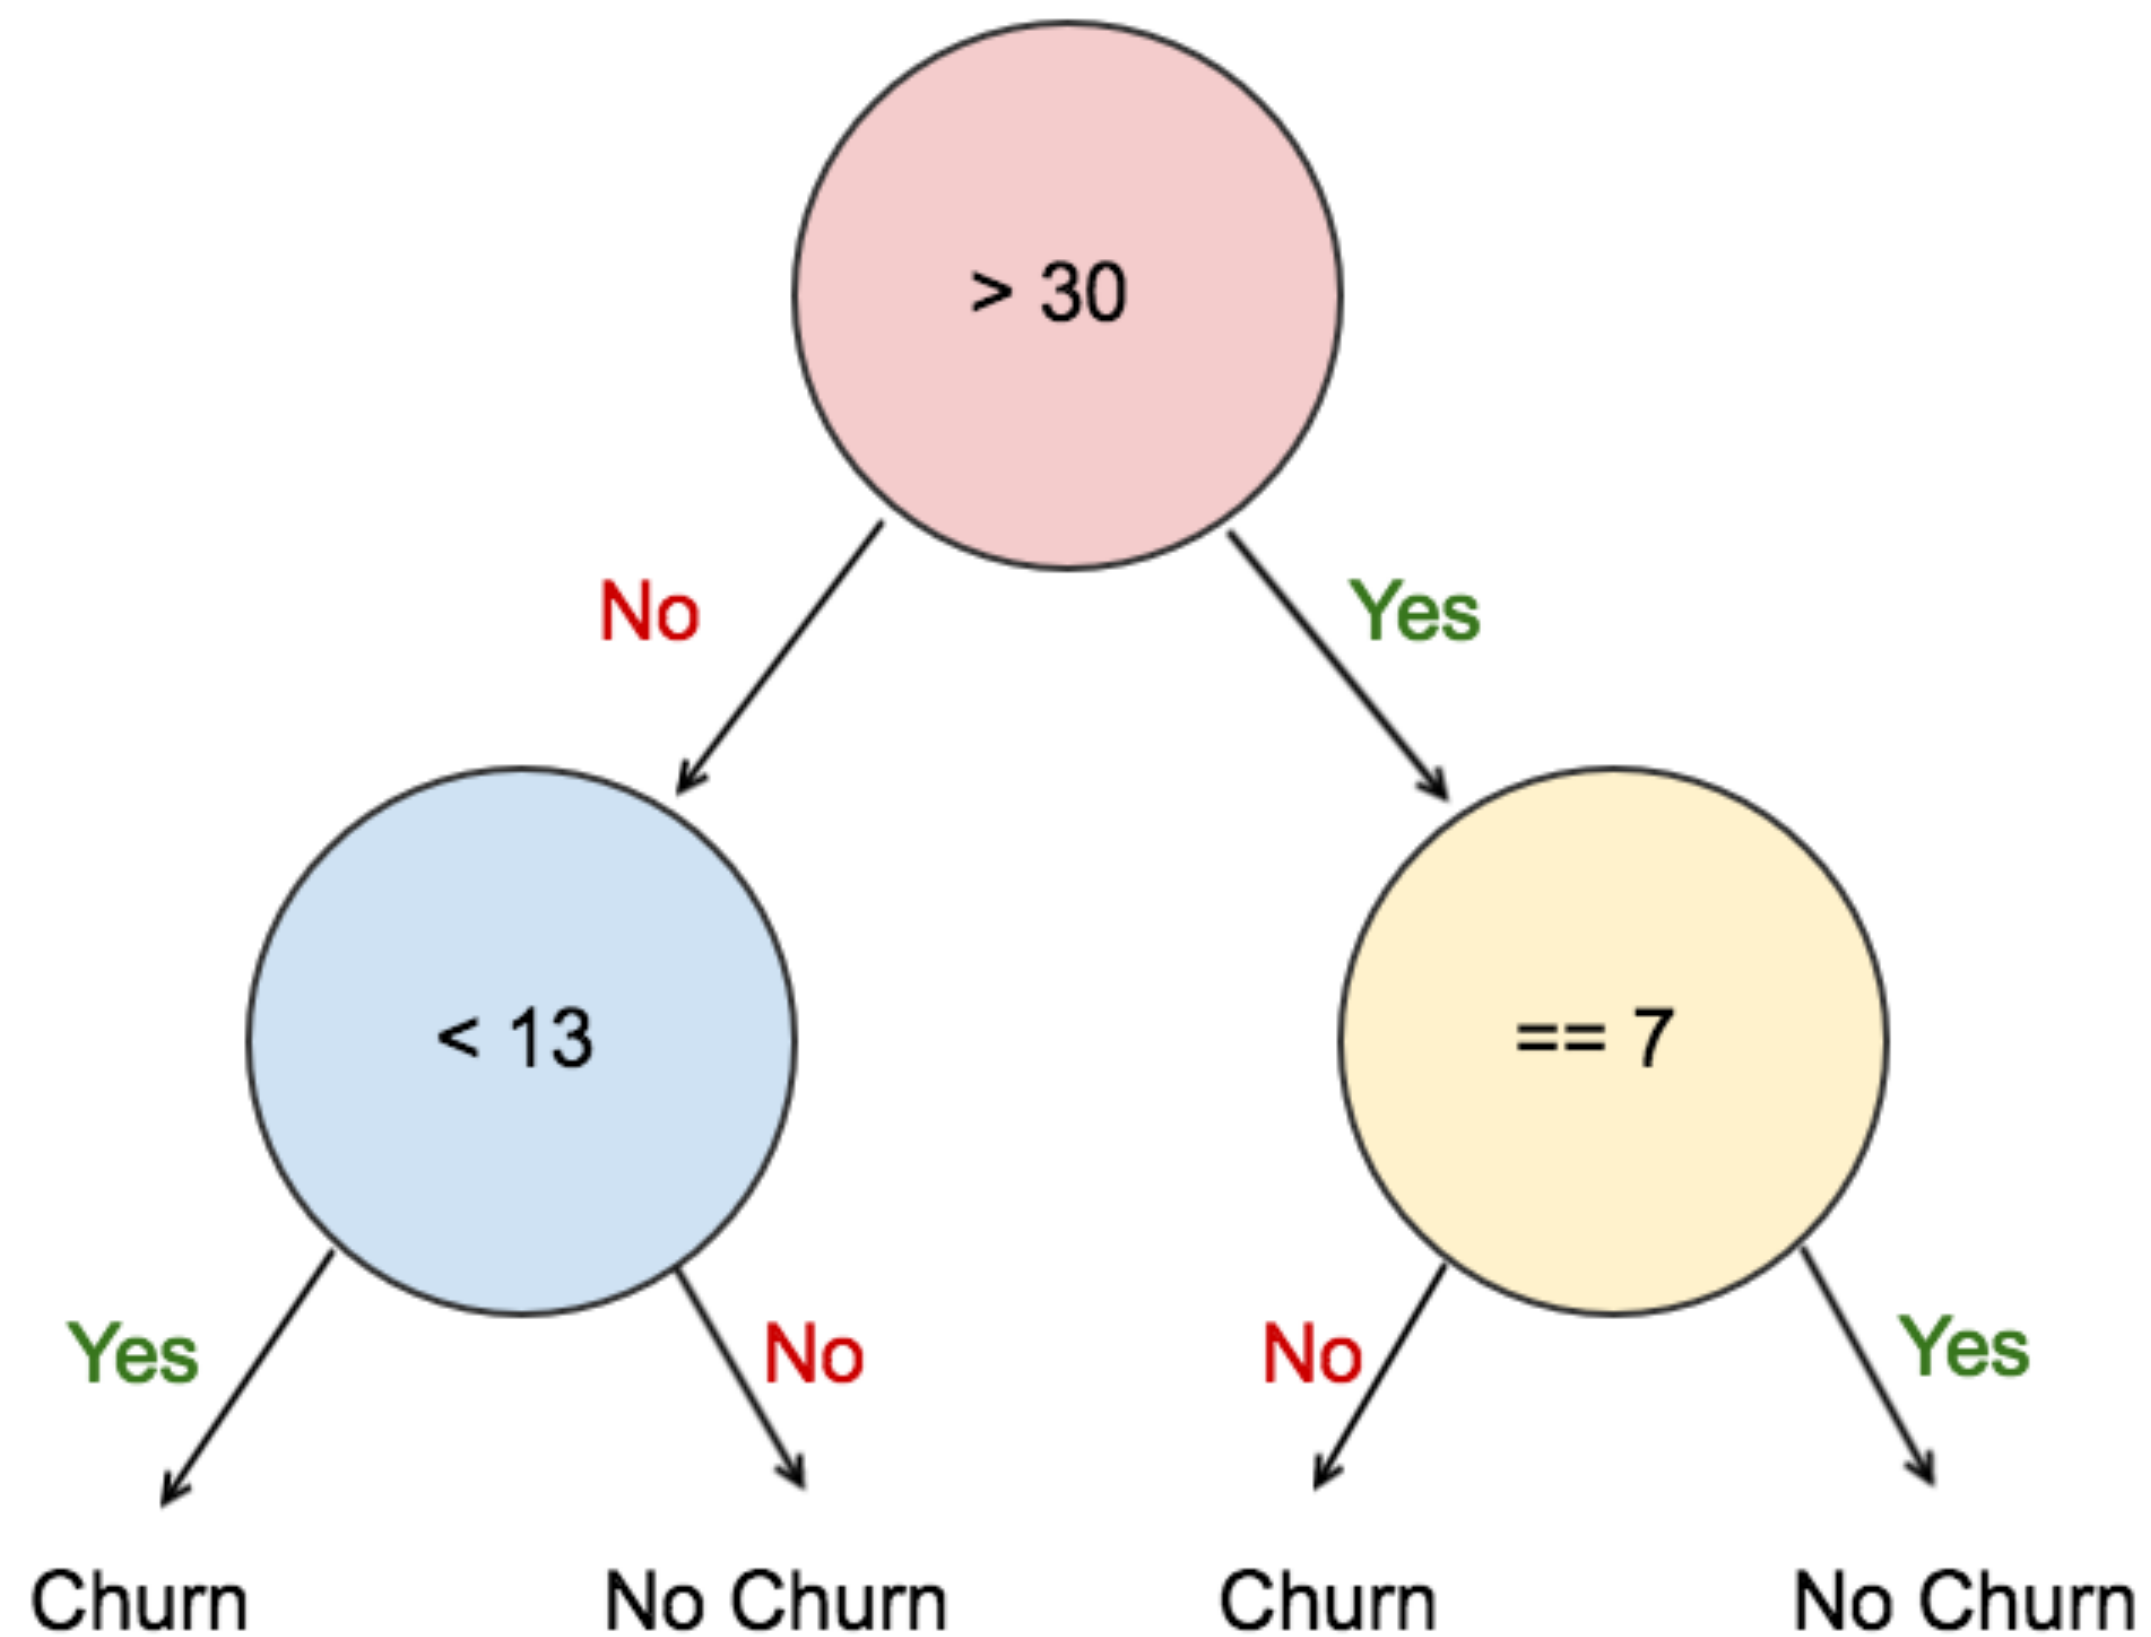 > 30
No
Yes
< 13
== 7
Yes
No
No
Yes
Churn
No Churn
Churn
No Churn